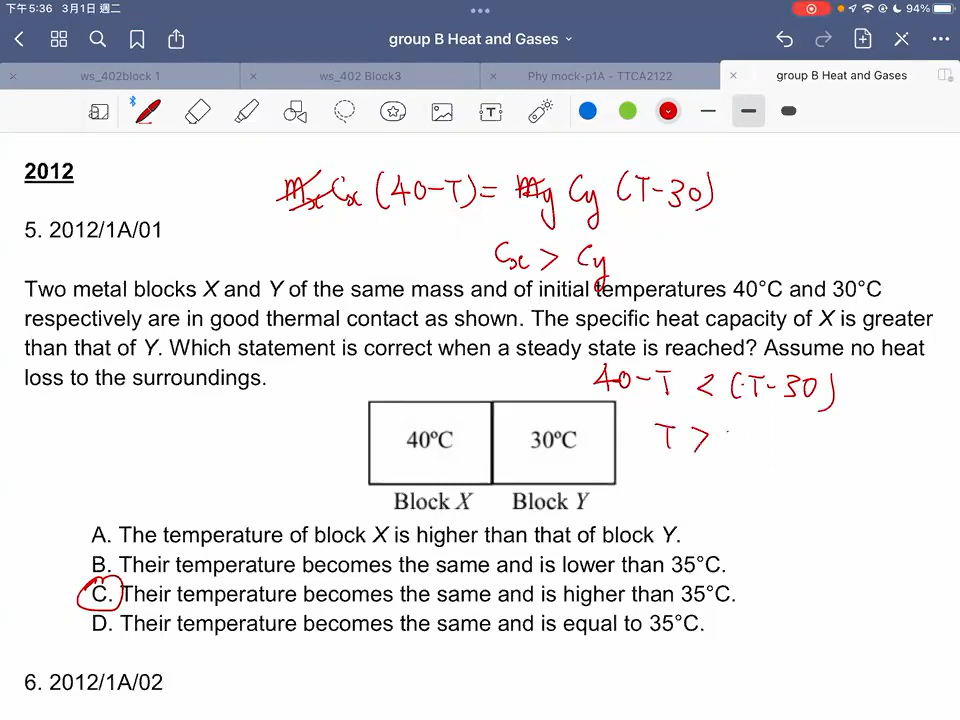 下午5:36 3月1日 週二
94%
group B Heat and Gases
ws_402block 1
ws_402 Block3
Phy mock-p1A - TTCA2122
group B Heat and Gases
2012
mx Cx (40-T) = my Cy (T-30)
5. 2012/1A/01
Cx > Cy
Two metal blocks X and Y of the same mass and of initial temperatures 40°C and 30°C
respectively are in good thermal contact as shown. The specific heat capacity of X is greater
than that of Y. Which statement is correct when a steady state is reached? Assume no heat
loss to the surroundings.
40-T < (T-30)
40°C 30°C
T >
Block X Block Y
A. The temperature of block X is higher than that of block Y.
B. Their temperature becomes the same and is lower than 35°C.
C. Their temperature becomes the same and is higher than 35°C.
D. Their temperature becomes the same and is equal to 35°C.
6. 2012/1A/02